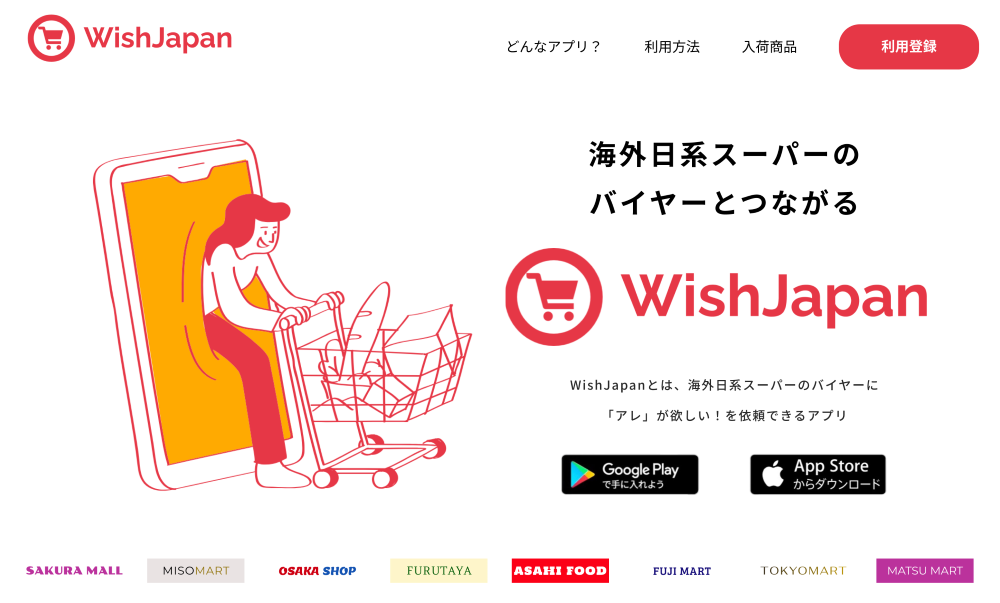 WishJapan
どんなアプリ？
利用方法
入荷商品
利用登録
海外日系スーパーの
バイヤーとつながる
WishJapan
WishJapanとは、海外日系スーパーのバイヤーに
「アレ」が欲しい！を依頼できるアプリ
Google Play
で手に入れよう
App Store
からダウンロード
SAKURA MALL
MISOMART
OSAKA SHOP
FURUTAYA
ASAHI FOOD
FUJI MART
TOKYOMART
MATSU MART